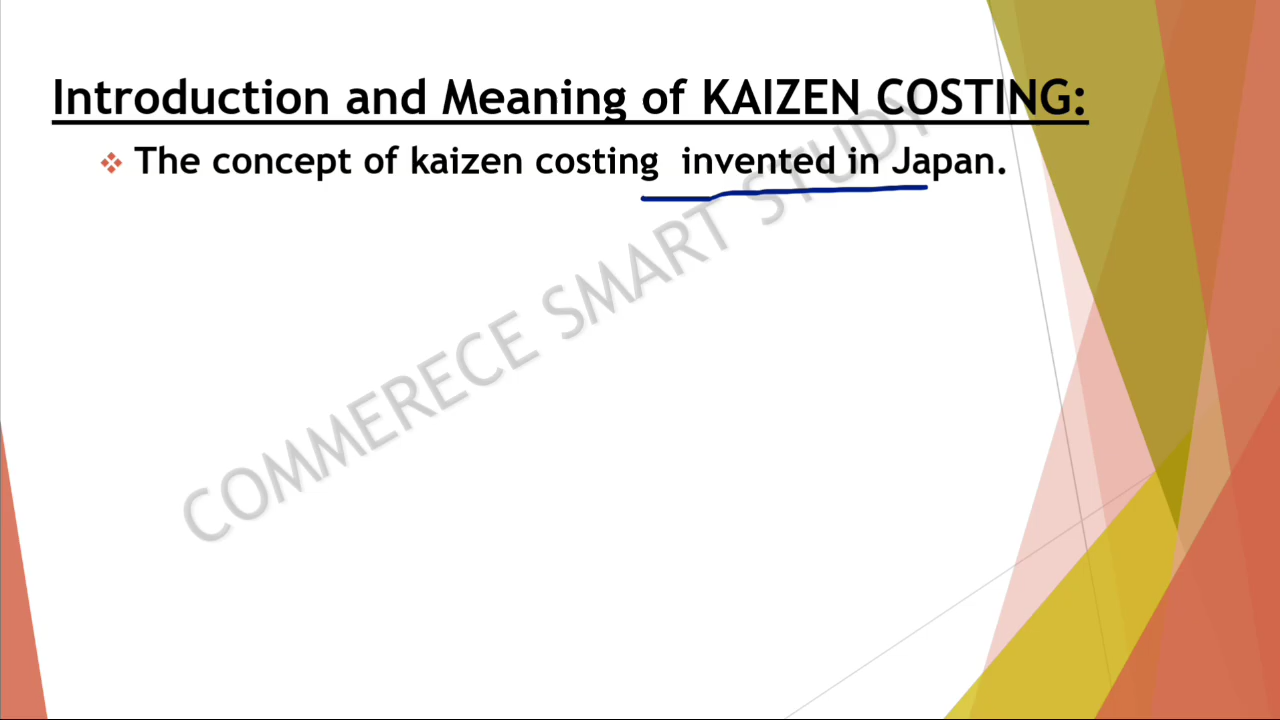 Introduction and Meaning of KAIZEN COSTING:
The concept of kaizen costing invented in Japan.
COMMERECE SMART STUDY